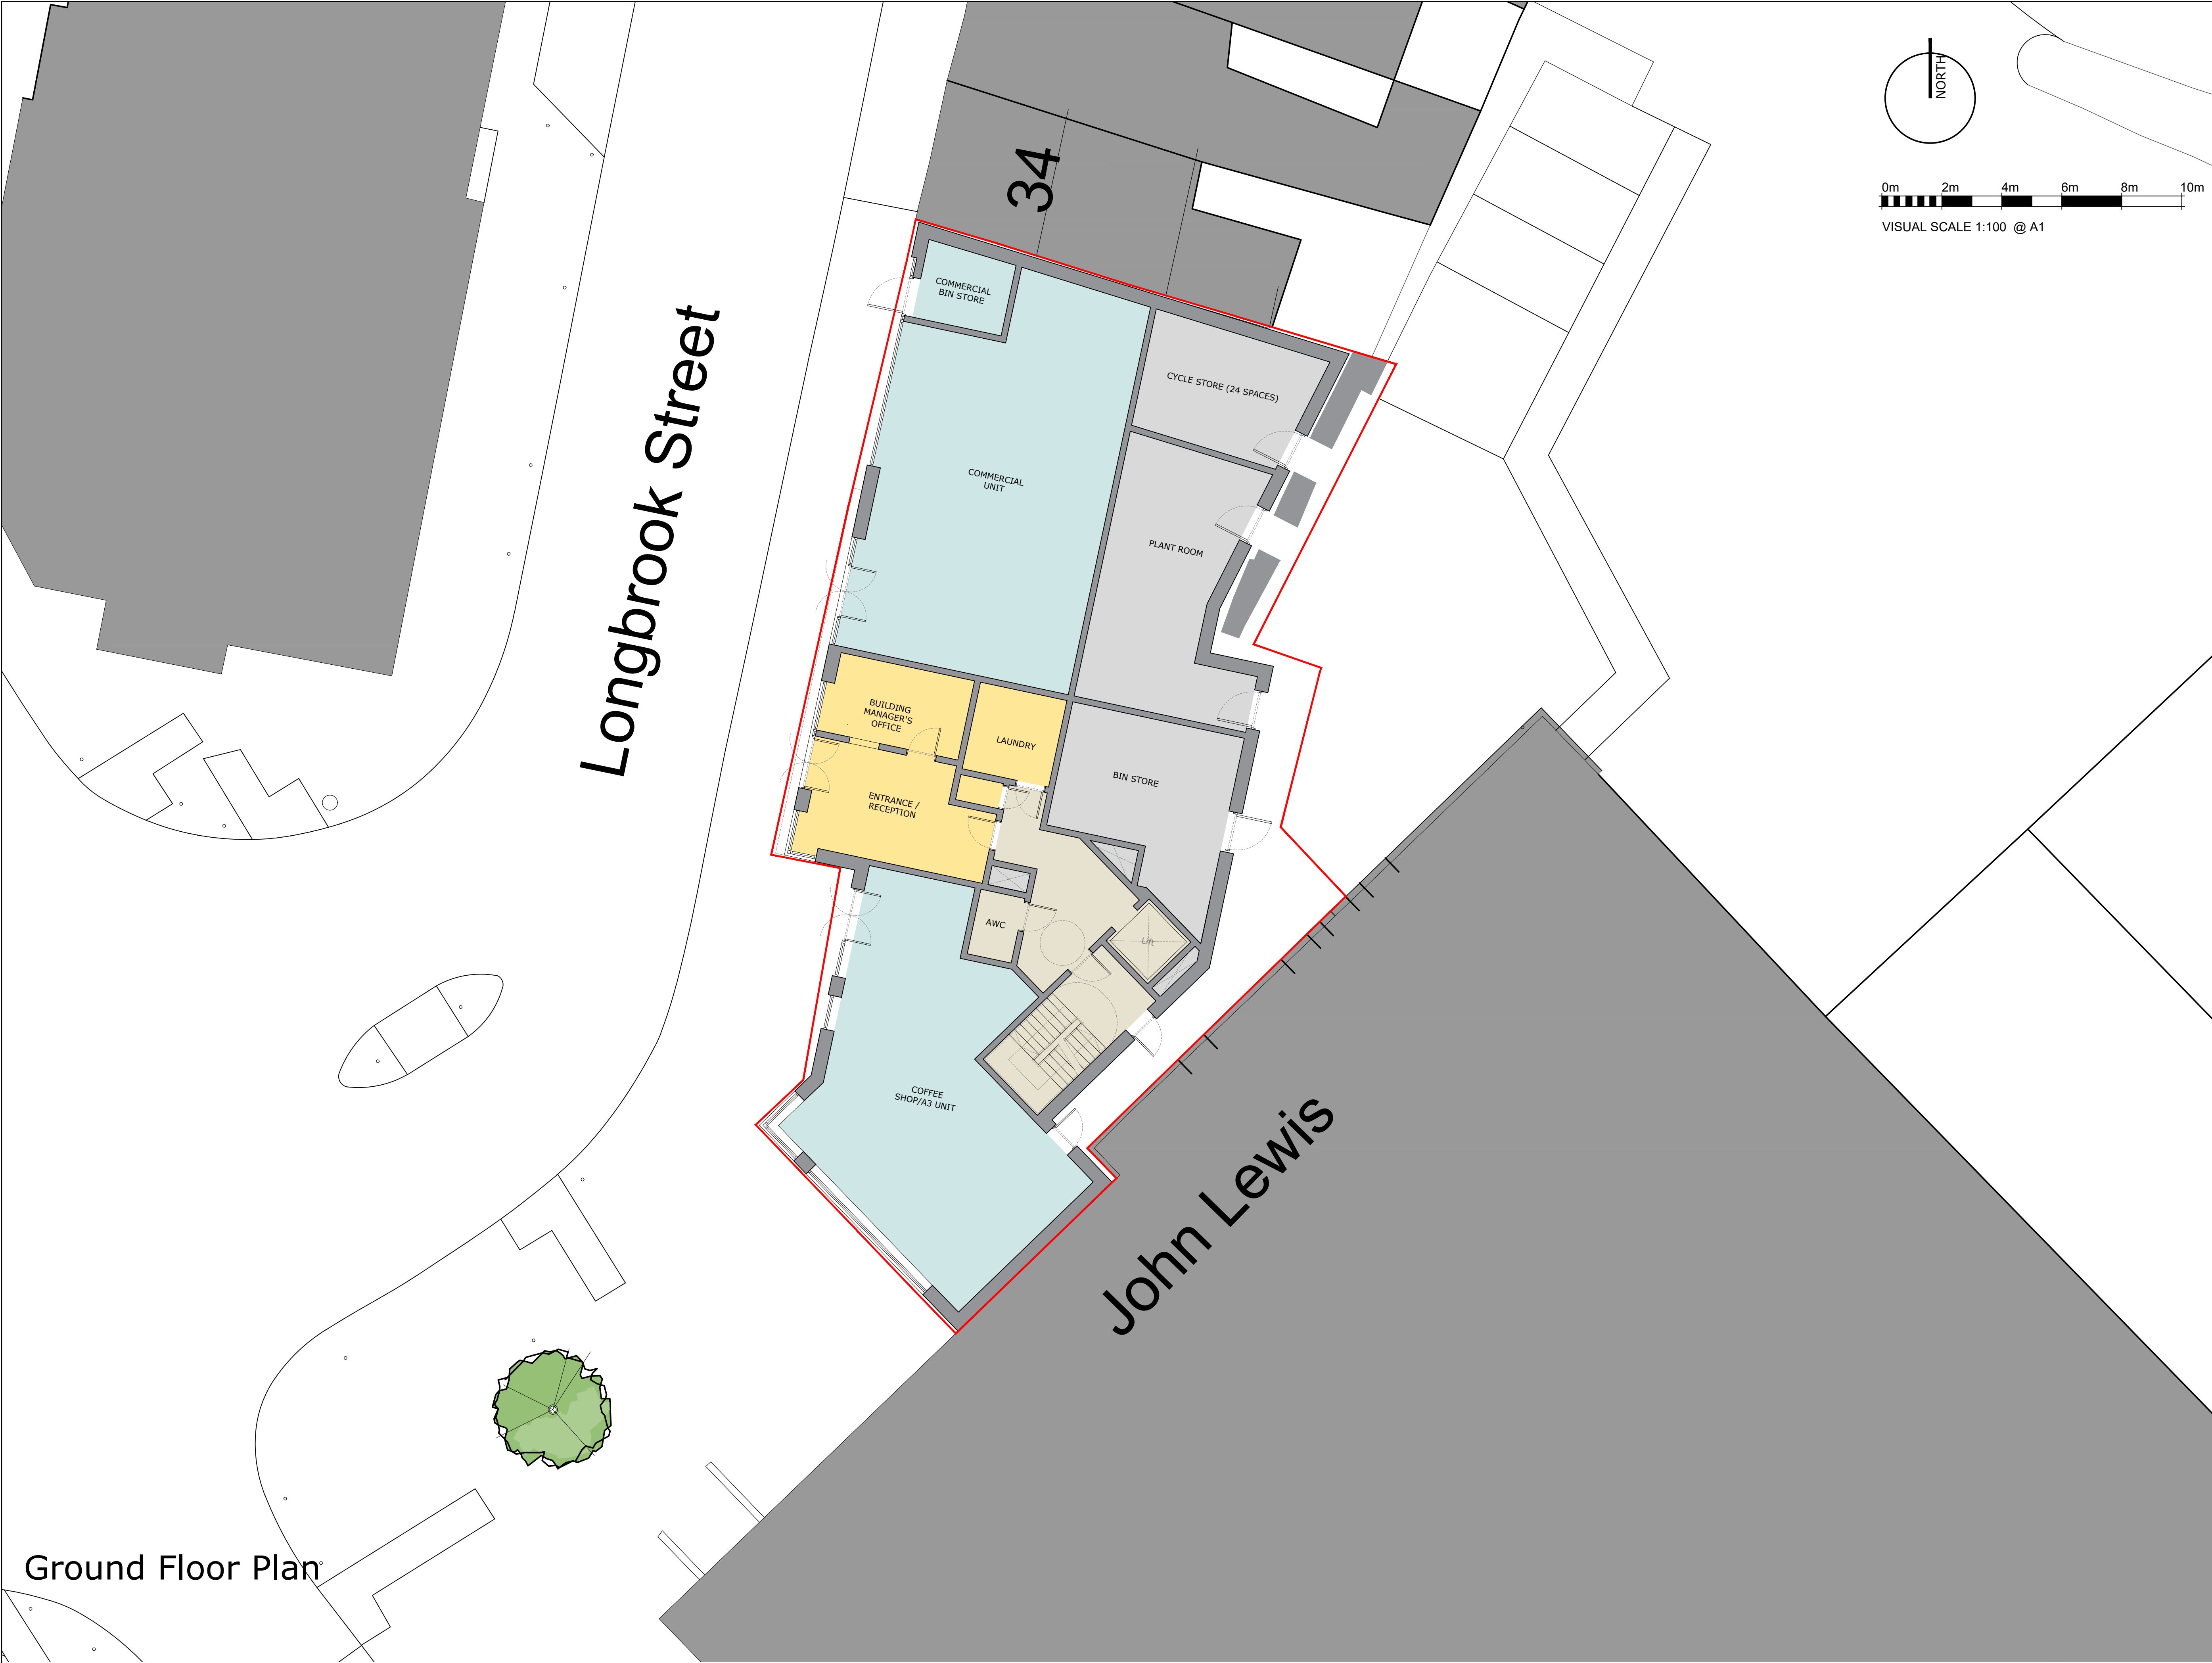 NORTH
0m 2m 4m 6m 8m 10m
VISUAL SCALE 1:100 @ A1
34
Longbrook Street
COMMERCIAL
BIN STORE
CYCLE STORE (24 SPACES)
COMMERCIAL
UNIT
PLANT ROOM
BUILDING
MANAGER'S
OFFICE
LAUNDRY
BIN STORE
ENTRANCE /
RECEPTION
AWC
Lift
COFFEE
SHOP/A3 UNIT
John Lewis
Ground Floor Plan